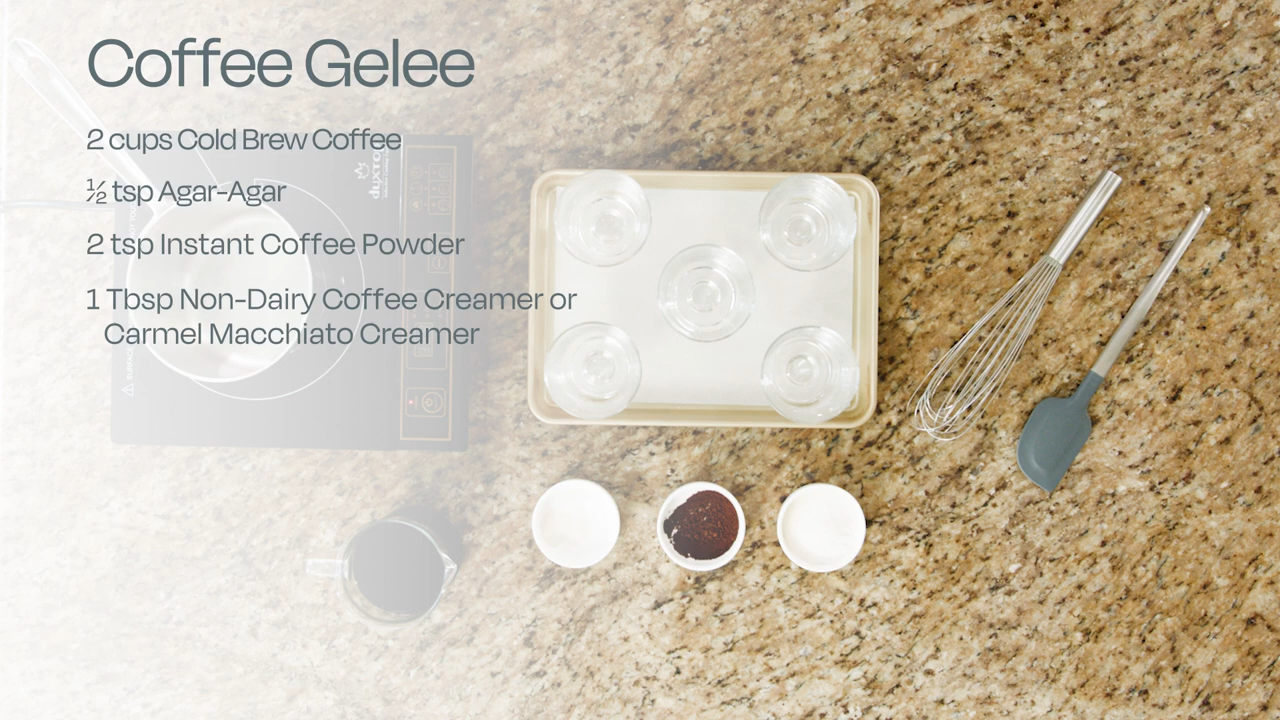 Coffee Gelee
2 cups Cold Brew Coffee
½ tsp Agar-Agar
2 tsp Instant Coffee Powder
1 Tbsp Non-Dairy Coffee Creamer or
Carmel Macchiato Creamer
duxtop